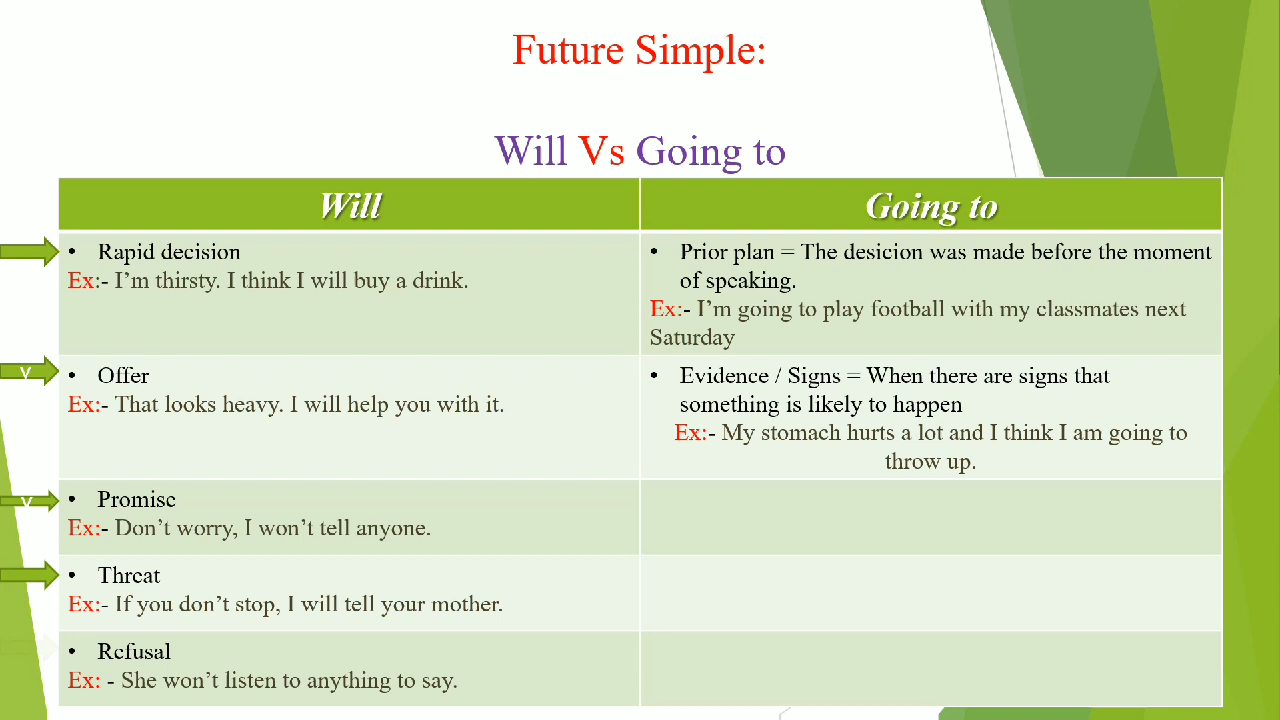 Future Simple:
Will Vs Going to
Will
Going to
• Rapid decision
Ex:- I’m thirsty. I think I will buy a drink.
• Prior plan = The desicion was made before the moment
of speaking.
Ex:- I’m going to play football with my classmates next
Saturday
V
• Offer
Ex:- That looks heavy. I will help you with it.
• Evidence / Signs = When there are signs that
something is likely to happen
Ex:- My stomach hurts a lot and I think I am going to
throw up.
V
• Promise
Ex:- Don’t worry, I won’t tell anyone.
• Threat
Ex:- If you don’t stop, I will tell your mother.
• Refusal
Ex: - She won’t listen to anything to say.